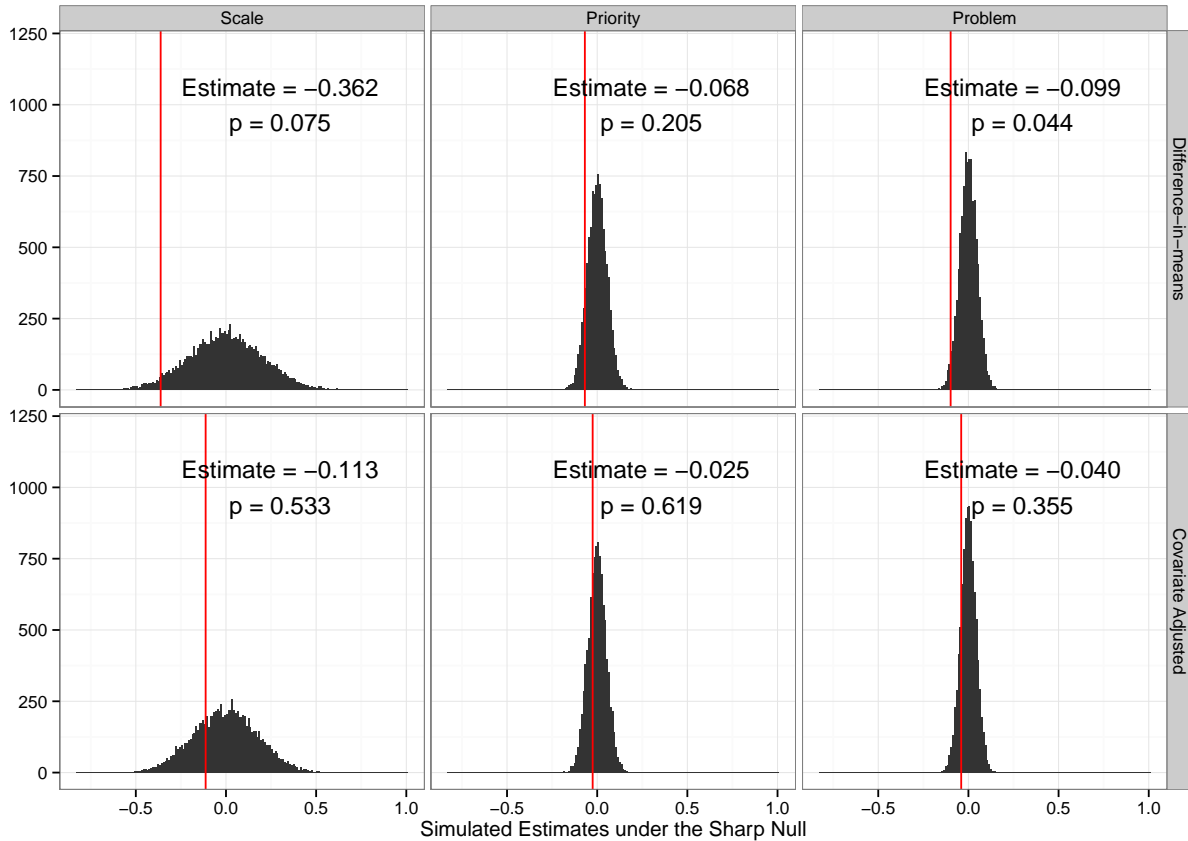 Scale
Priority
Problem
1250
1000
750
500
250
0
Estimate = −0.362
p = 0.075
Estimate = −0.068
p = 0.205
Estimate = −0.099
p = 0.044
Difference−in−means
1250
1000
750
500
250
0
Estimate = −0.113
p = 0.533
Estimate = −0.025
p = 0.619
Estimate = −0.040
p = 0.355
Covariate Adjusted
−0.5 0.0 0.5 1.0
−0.5 0.0 0.5 1.0
−0.5 0.0 0.5 1.0
Simulated Estimates under the Sharp Null